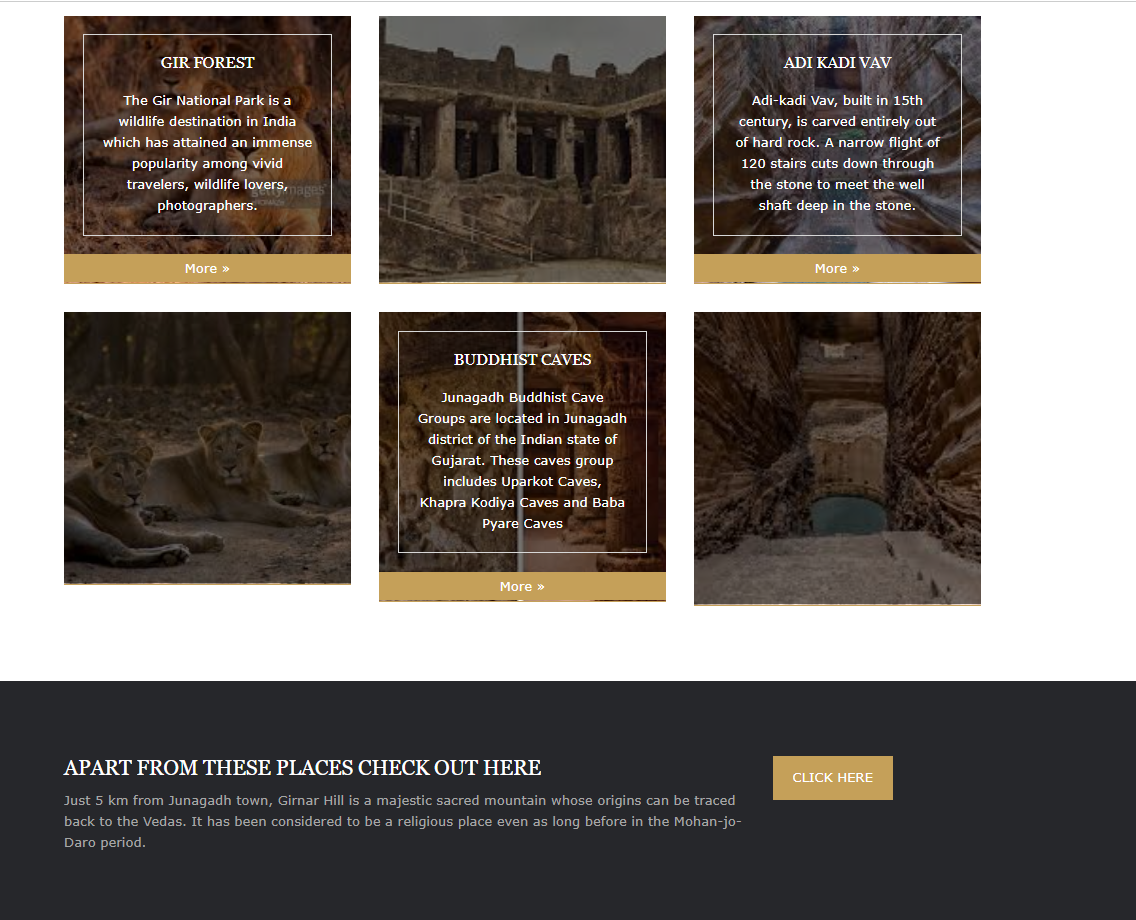 GIR FOREST
The Gir National Park is a
wildlife destination in India
which has attained an immense
popularity among vivid
travelers, wildlife lovers,
photographers.
gettyimages
More »
ADI KADI VAV
Adi-kadi Vav, built in 15th
century, is carved entirely out
of hard rock. A narrow flight of
120 stairs cuts down through
the stone to meet the well
shaft deep in the stone.
More »
BUDDHIST CAVES
Junagadh Buddhist Cave
Groups are located in Junagadh
district of the Indian state of
Gujarat. These caves group
includes Uparkot Caves,
Khapra Kodiya Caves and Baba
Pyare Caves
More »
APART FROM THESE PLACES CHECK OUT HERE
Just 5 km from Junagadh town, Girnar Hill is a majestic sacred mountain whose origins can be traced
back to the Vedas. It has been considered to be a religious place even as long before in the Mohan-jo-
Daro period.
CLICK HERE